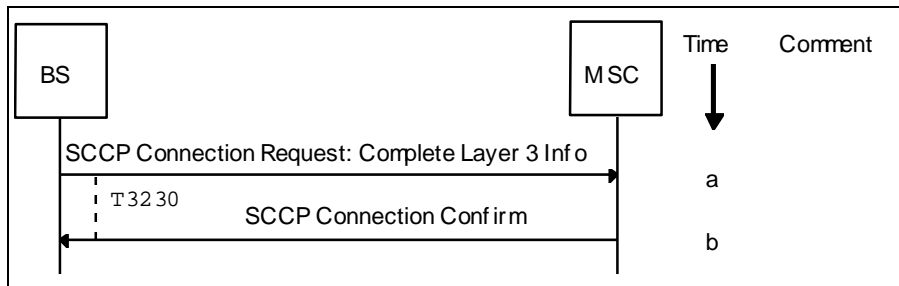 Time Comment
BS MSC
SCCP Connection Request: Complete Layer 3 Info
a
T3230
SCCP Connection Confirm
b